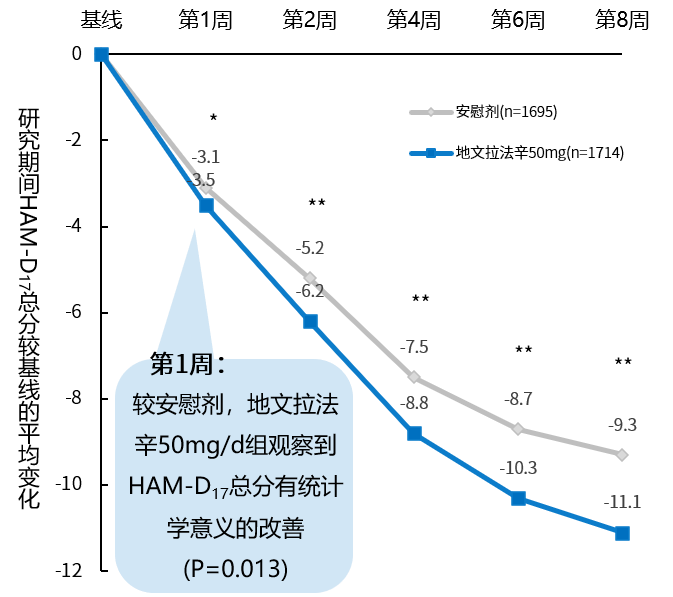 基线 第1周 第2周 第4周 第6周 第8周
研究期间HAM-D17总分较基线的平均变化
0
-2
-4
-6
-8
-10
-12
安慰剂(n=1695)
地文拉法辛50mg(n=1714)
*
**
**
**
**
-3.1
-3.5
-5.2
-6.2
-7.5
-8.8
-8.7
-10.3
-9.3
-11.1
第1周：
较安慰剂，地文拉法
辛50mg/d组观察到
HAM-D17总分有统计
学意义的改善
(P=0.013)